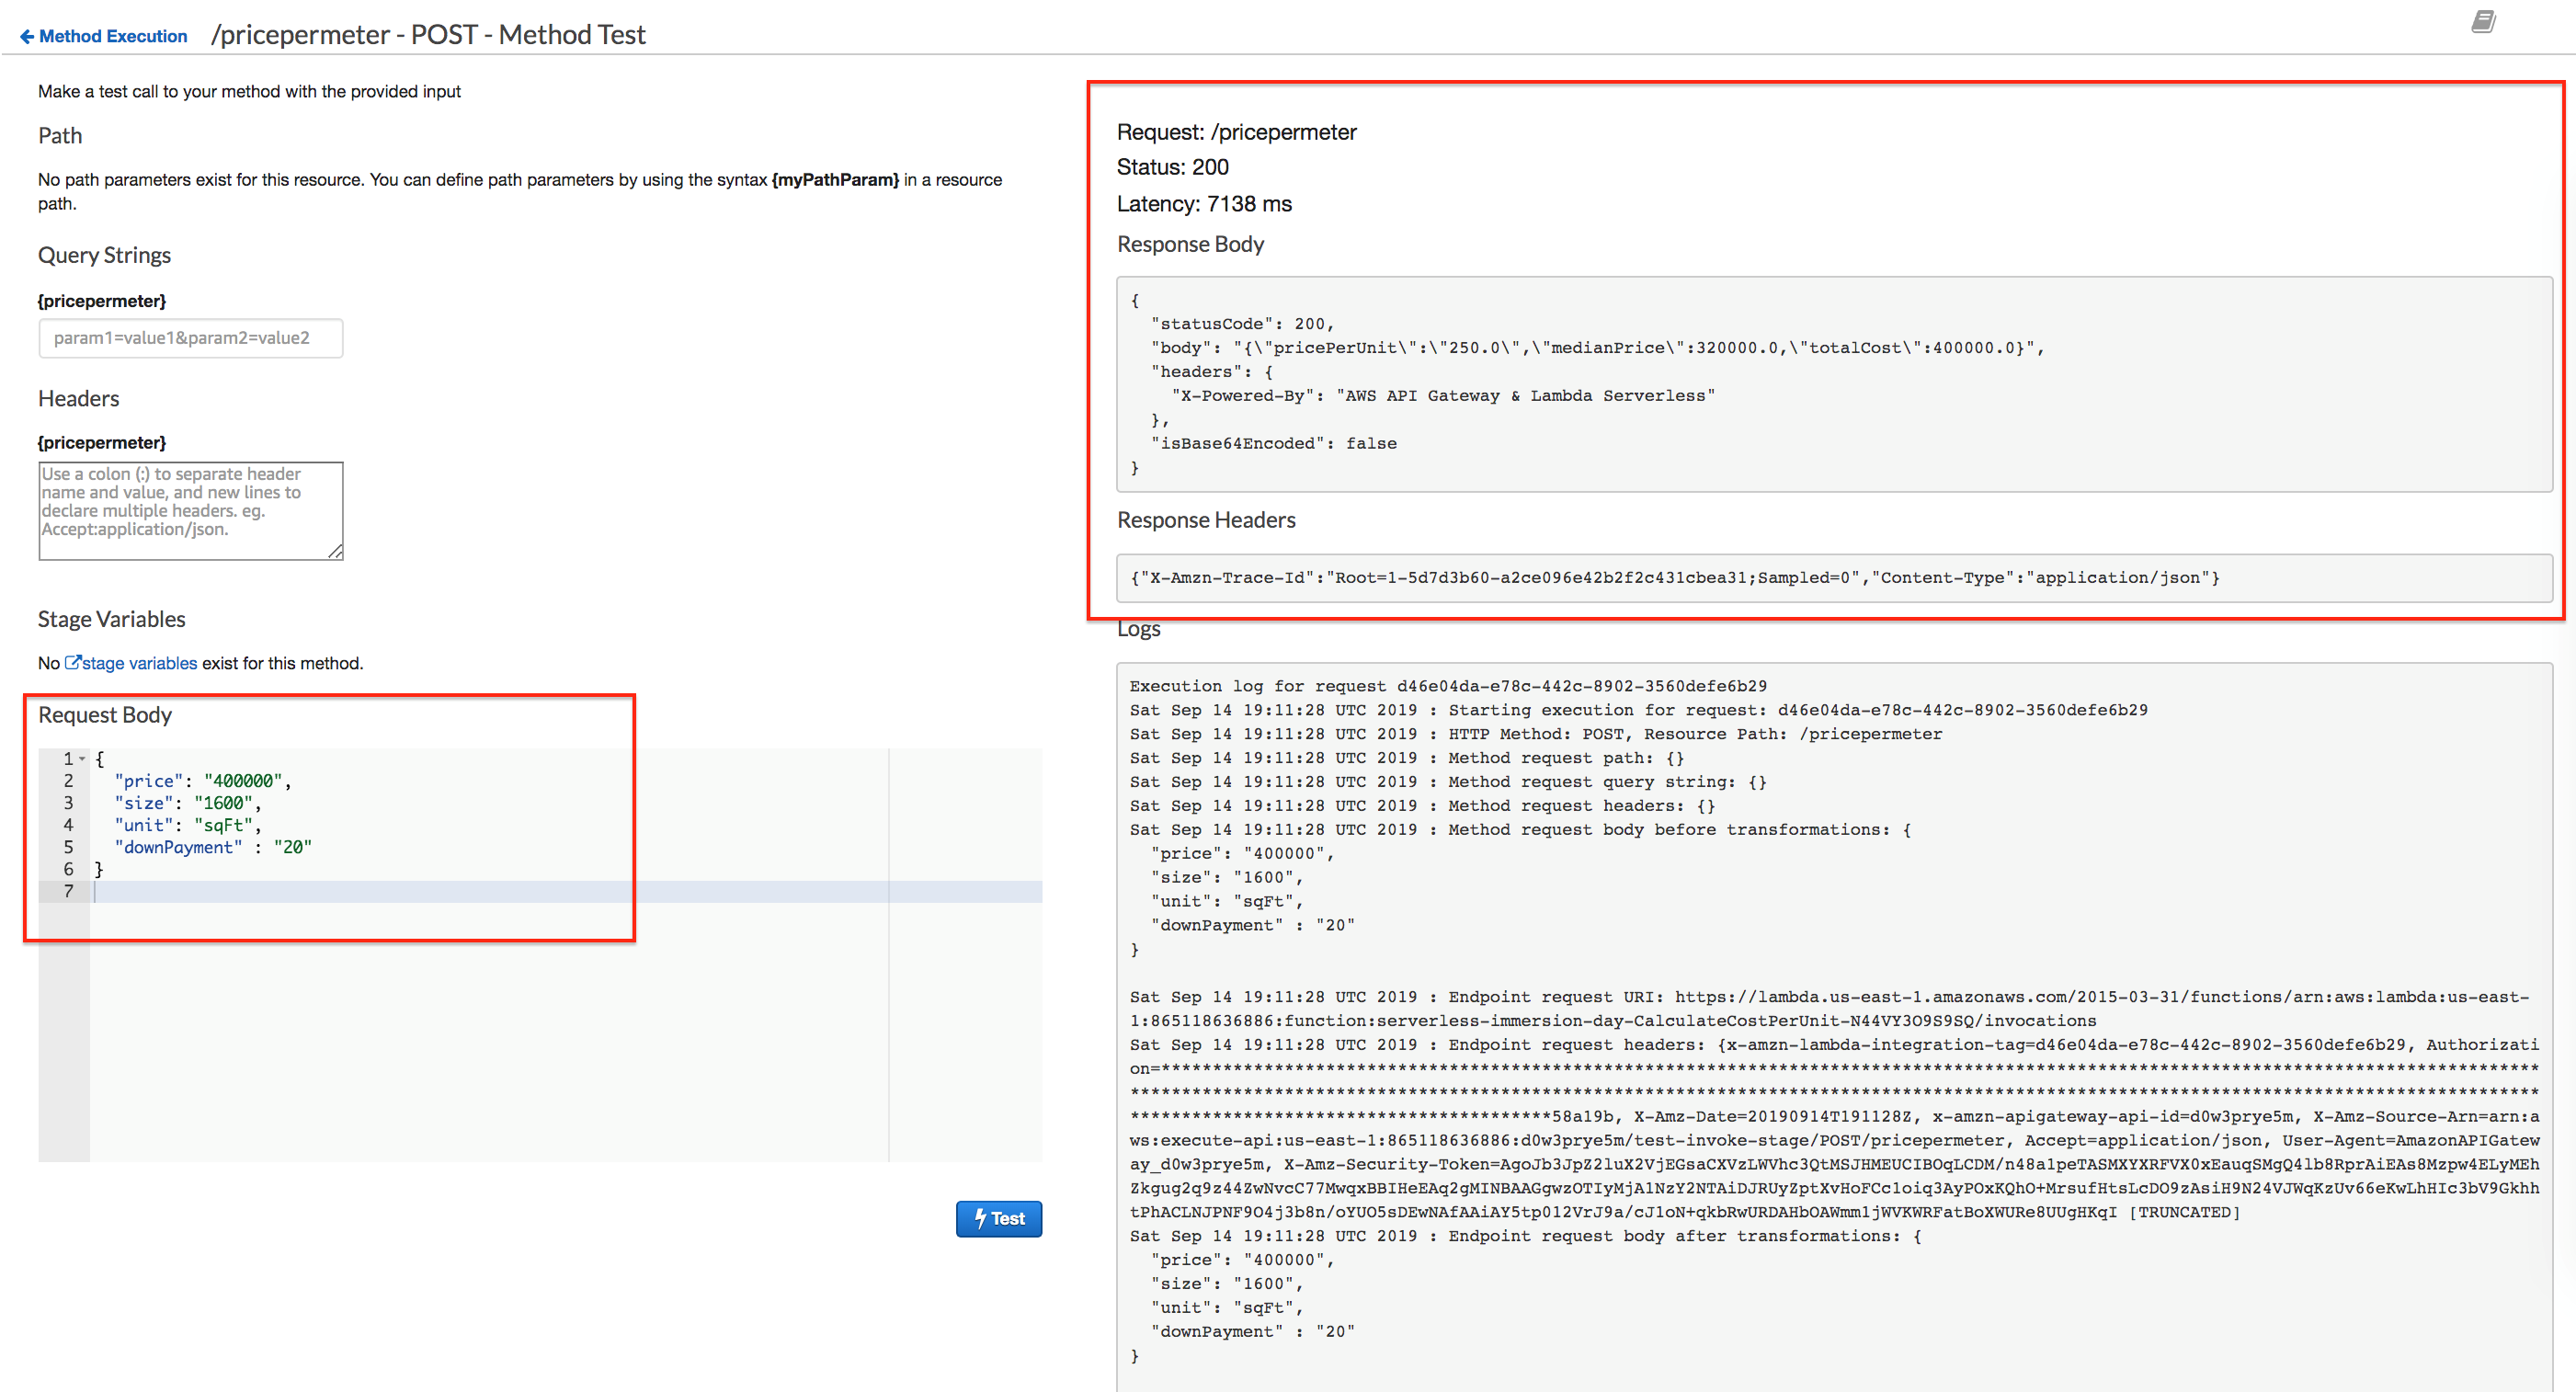 Method Execution /pricepermeter - POST - Method Test
Make a test call to your method with the provided input
Path
No path parameters exist for this resource. You can define path parameters by using the syntax {myPathParam} in a resource
path.
Query Strings
{pricepermeter}
param1=value1&param2=value2
Headers
{pricepermeter}
Use a colon (:) to separate header
name and value, and new lines to
declare multiple headers. eg.
Accept:application/json.
Stage Variables
No stage variables exist for this method.
Request Body
1 {
2 "price": "400000",
3 "size": "1600",
4 "unit": "sqFt",
5 "downPayment" : "20"
6 }
7
Test
Request: /pricepermeter
Status: 200
Latency: 7138 ms
Response Body
{
"statusCode": 200,
"body": "{\"pricePerUnit\":\"250.0\",\"medianPrice\":320000.0,\"totalCost\":400000.0}",
"headers": {
"X-Powered-By": "AWS API Gateway & Lambda Serverless"
},
"isBase64Encoded": false
}
Response Headers
{"X-Amzn-Trace-Id":"Root=1-5d7d3b60-a2ce096e42b2f2c431cbea31;Sampled=0","Content-Type":"application/json"}
Logs
Execution log for request d46e04da-e78c-442c-8902-3560defe6b29
Sat Sep 14 19:11:28 UTC 2019 : Starting execution for request: d46e04da-e78c-442c-8902-3560defe6b29
Sat Sep 14 19:11:28 UTC 2019 : HTTP Method: POST, Resource Path: /pricepermeter
Sat Sep 14 19:11:28 UTC 2019 : Method request path: {}
Sat Sep 14 19:11:28 UTC 2019 : Method request query string: {}
Sat Sep 14 19:11:28 UTC 2019 : Method request headers: {}
Sat Sep 14 19:11:28 UTC 2019 : Method request body before transformations: {
"price": "400000",
"size": "1600",
"unit": "sqFt",
"downPayment" : "20"
}
Sat Sep 14 19:11:28 UTC 2019 : Endpoint request URI: https://lambda.us-east-1.amazonaws.com/2015-03-31/functions/arn:aws:lambda:us-east-
1:865118636886:function:serverless-immersion-day-CalculateCostPerUnit-N44VY3O9S9SQ/invocations
Sat Sep 14 19:11:28 UTC 2019 : Endpoint request headers: {x-amzn-lambda-integration-tag=d46e04da-e78c-442c-8902-3560defe6b29, Authorizati
on=****************************************************************************************************************************************
*******************************************************************************************************************************************
*****************************************58a19b, X-Amz-Date=20190914T191128Z, x-amzn-apigateway-api-id=d0w3prye5m, X-Amz-Source-Arn=arn:a
ws:execute-api:us-east-1:865118636886:d0w3prye5m/test-invoke-stage/POST/pricepermeter, Accept=application/json, User-Agent=AmazonAPIGatew
ay_d0w3prye5m, X-Amz-Security-Token=
[TRUNCATED]
Sat Sep 14 19:11:28 UTC 2019 : Endpoint request body after transformations: {
"price": "400000",
"size": "1600",
"unit": "sqFt",
"downPayment" : "20"
}